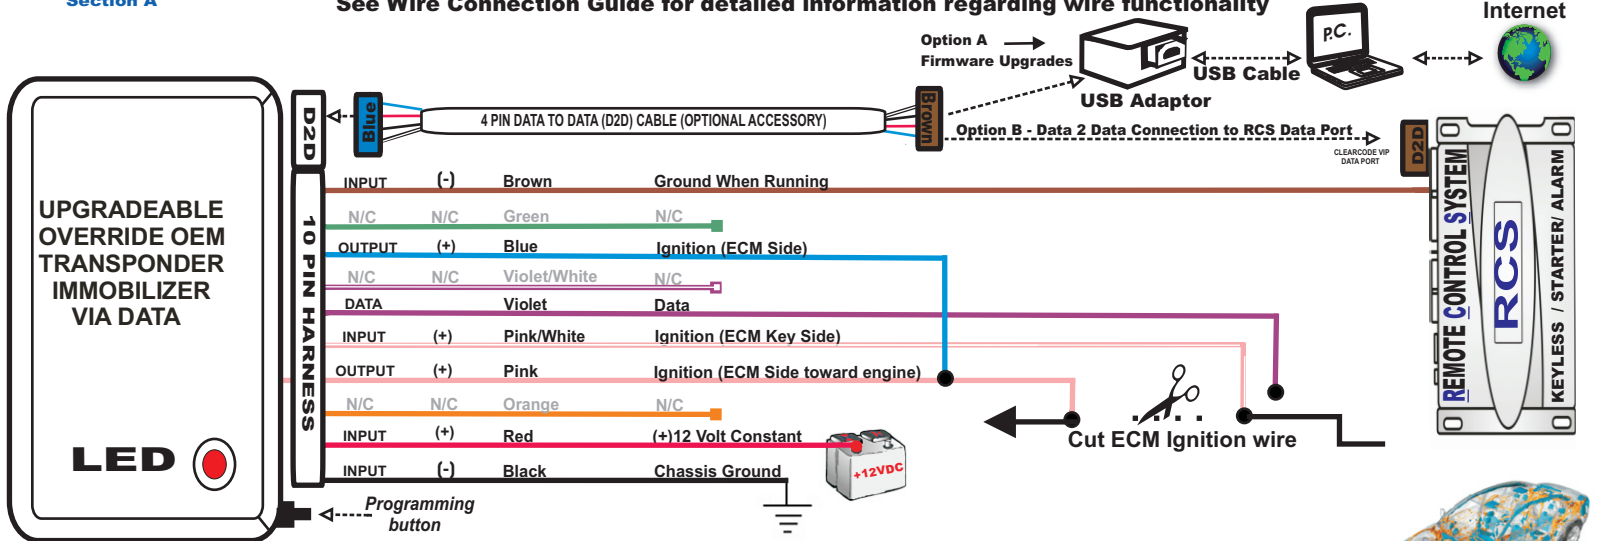 Section A
See Wire Connection Guide for detailed information regarding wire functionality
Internet
Option A
Firmware Upgrades
P.C.
USB Cable
USB Adaptor
D2D
Blue
4 PIN DATA TO DATA (D2D) CABLE (OPTIONAL ACCESSORY)
Brown
Option B - Data 2 Data Connection to RCS Data Port
CLEARCODE VIP
DATA PORT
D2D
UPGRADEABLE
OVERRIDE OEM
TRANSPONDER
IMMOBILIZER
VIA DATA
LED
10 PIN HARNESS
INPUT (-) Brown Ground When Running
N/C N/C Green N/C
OUTPUT (+) Blue Ignition (ECM Side)
N/C N/C Violet/White N/C
DATA Violet Data
INPUT (+) Pink/White Ignition (ECM Key Side)
OUTPUT (+) Pink Ignition (ECM Side toward engine)
N/C N/C Orange N/C
INPUT (+) Red (+)12 Volt Constant
INPUT (-) Black Chassis Ground
+12VDC
Cut ECM Ignition wire
Programming
button
REMOTE CONTROL SYSTEM
RCS
KEYLESS / STARTER/ ALARM